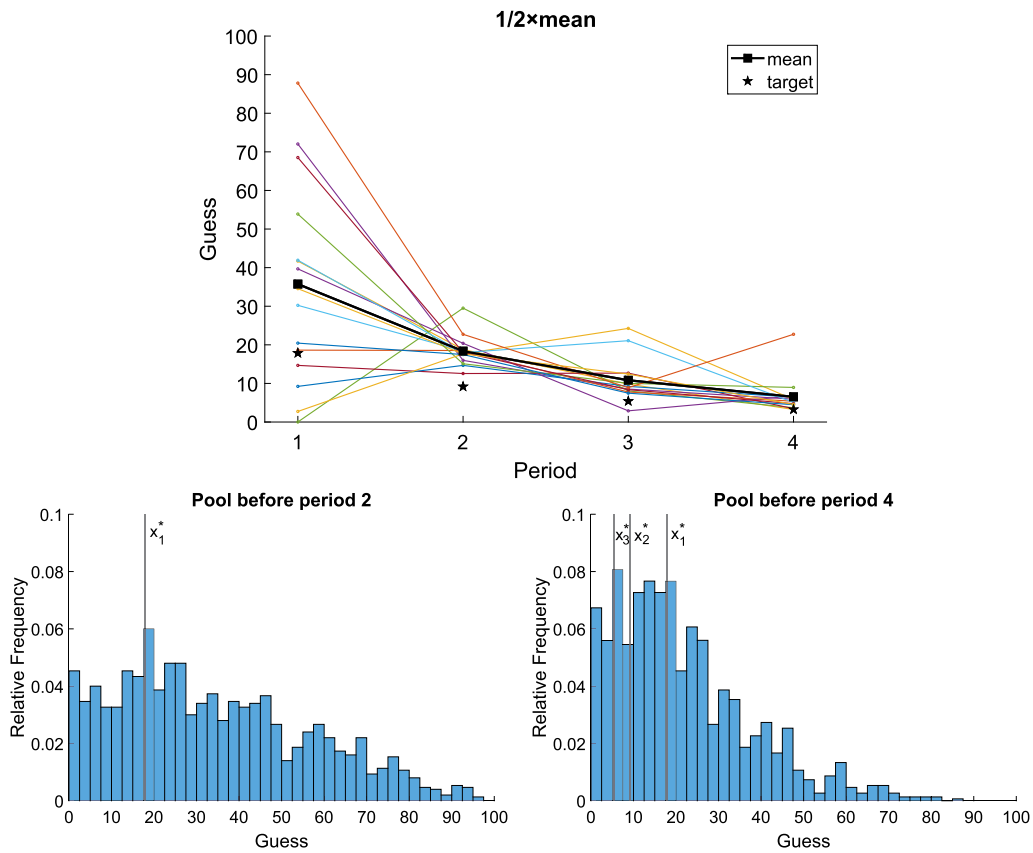 1/2×mean
100
90
80
70
60
50
40
30
20
10
0
Guess
mean
target
1 2 3 4
Period
Pool before period 2
0.1
0.08
0.06
0.04
0.02
0
Relative Frequency
x₁*
0 10 20 30 40 50 60 70 80 90 100
Guess
Pool before period 4
0.1
0.08
0.06
0.04
0.02
0
Relative Frequency
x₃* x₂* x₁*
0 10 20 30 40 50 60 70 80 90 100
Guess